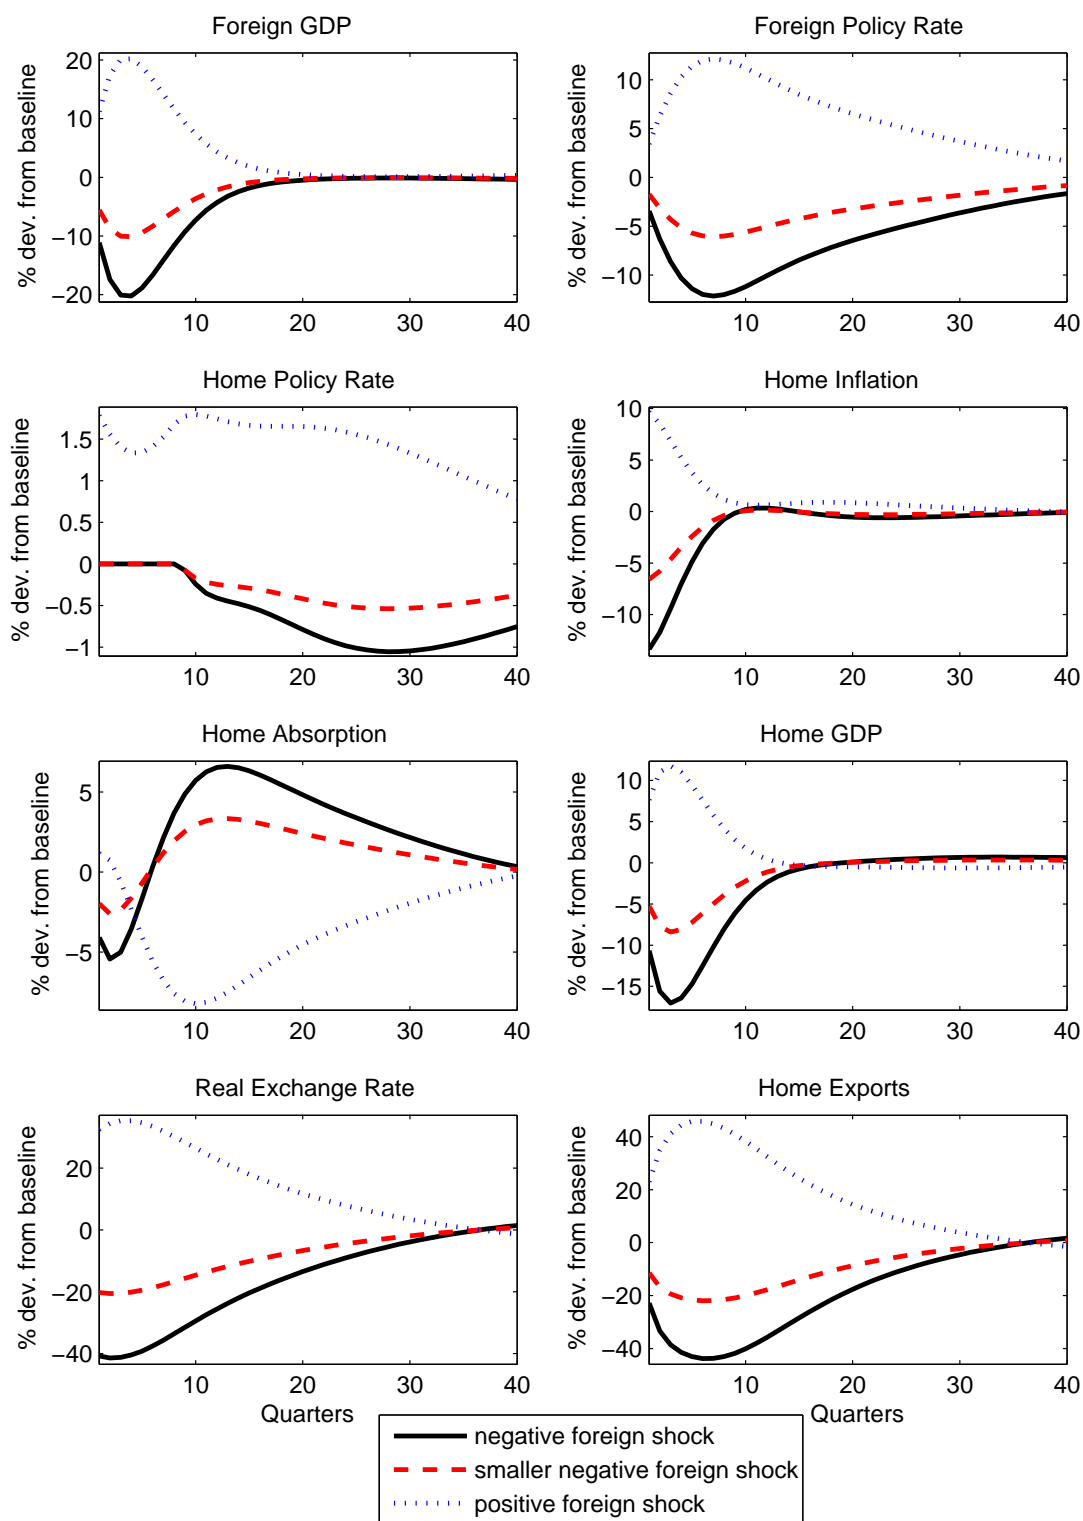 Foreign GDP
% dev. from baseline
20
10
0
−10
−20
10 20 30 40
Foreign Policy Rate
% dev. from baseline
10
5
0
−5
−10
10 20 30 40
Home Policy Rate
% dev. from baseline
1.5
1
0.5
0
−0.5
−1
10 20 30 40
Home Inflation
% dev. from baseline
10
5
0
−5
−10
10 20 30 40
Home Absorption
% dev. from baseline
5
0
−5
10 20 30 40
Home GDP
% dev. from baseline
10
5
0
−5
−10
−15
10 20 30 40
Real Exchange Rate
% dev. from baseline
20
0
−20
−40
10 20 30 40
Quarters
Home Exports
% dev. from baseline
40
20
0
−20
−40
10 20 30 40
Quarters
negative foreign shock
smaller negative foreign shock
positive foreign shock